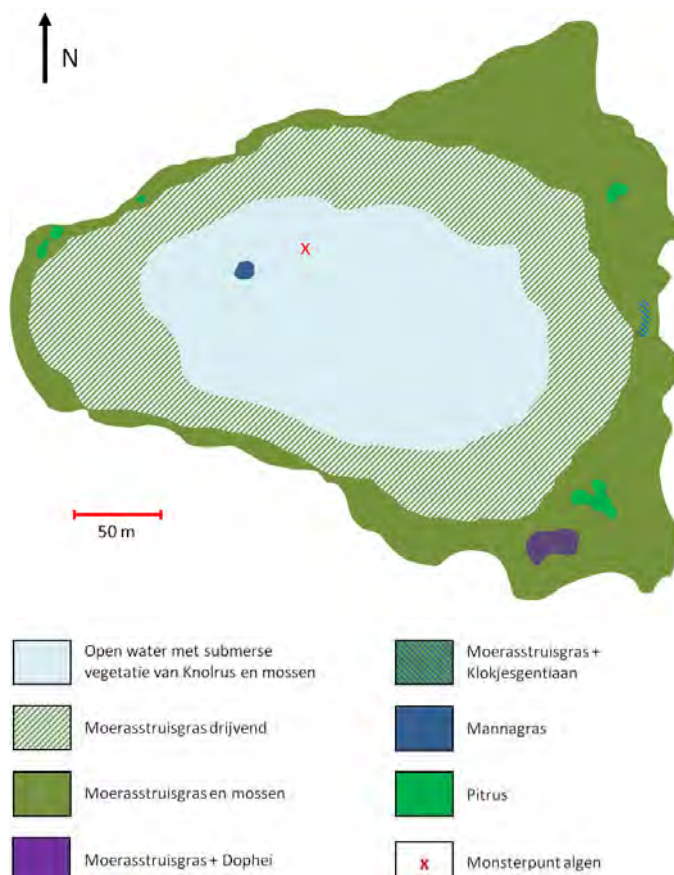 N
x
50 m
Open water met submerse
vegetatie van Knolrus en mossen
Moerasstruisgras drijvend
Moerasstruisgras en mossen
Moerasstruisgras + Dophei
Moerasstruisgras +
Klokjesgentiaan
Mannagras
Pitrus
x Monsterpunt algen